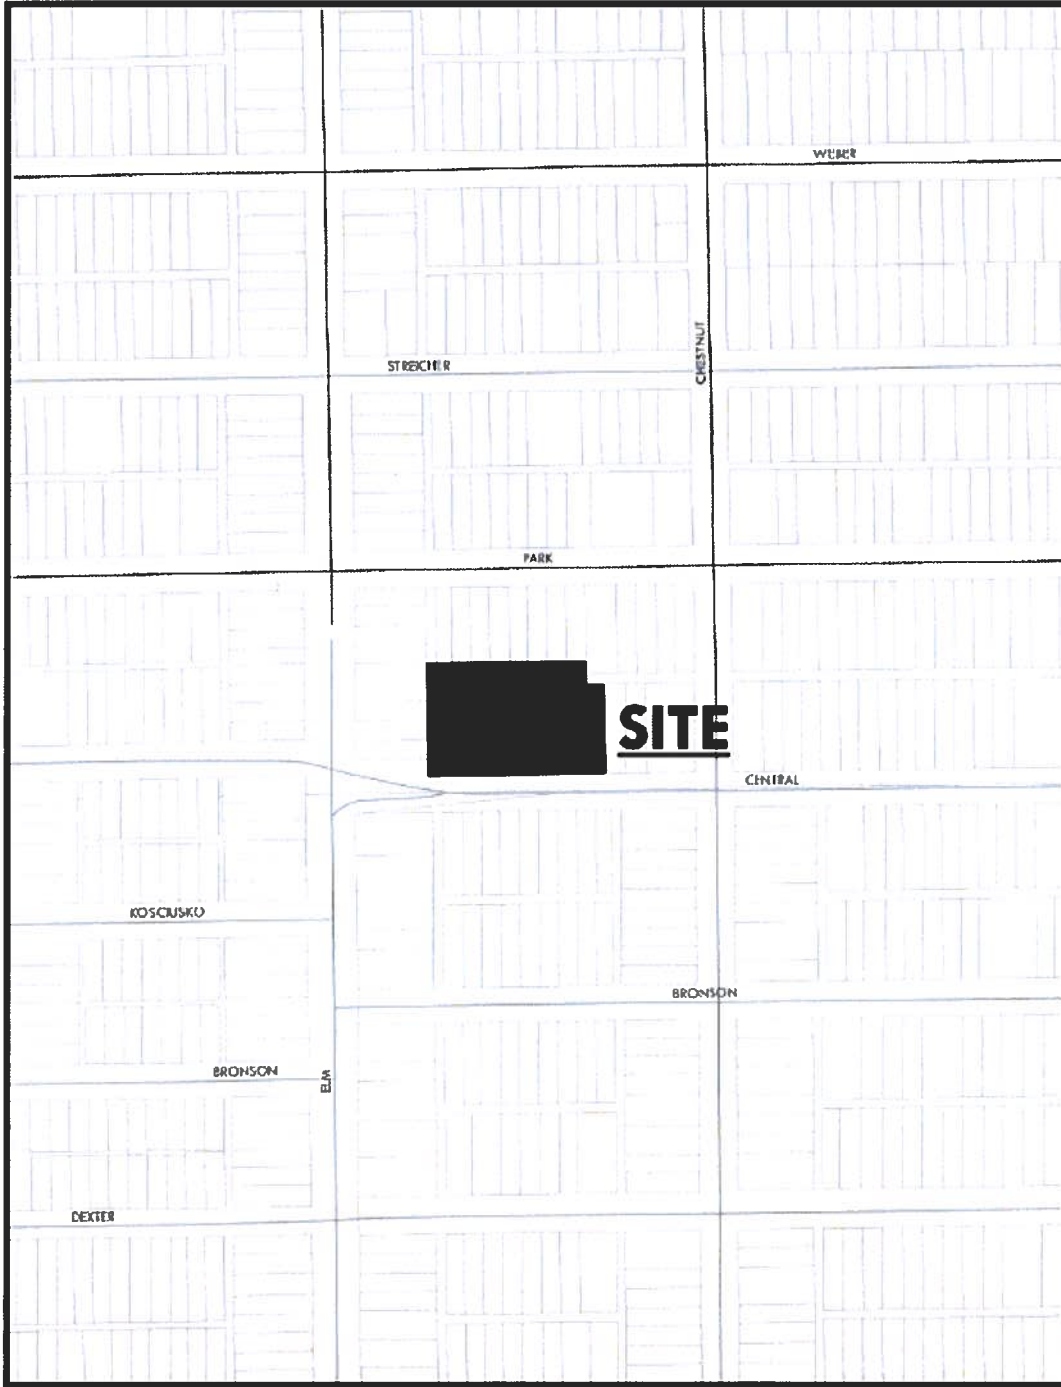 WEBER
CHESTNUT
STREICHER
PARK
SITE
CENTRAL
KOSCIUSKO
BRONSON
BRONSON
ELM
DEXTER